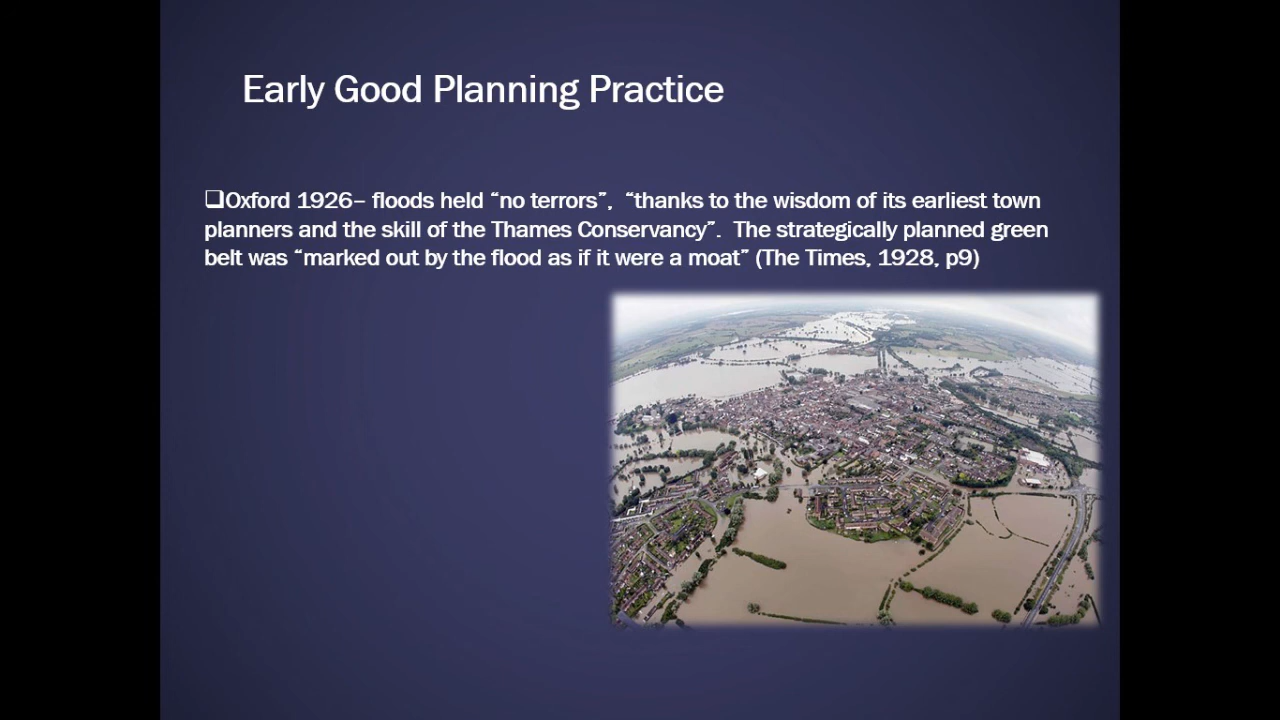 Early Good Planning Practice
❑Oxford 1926– floods held “no terrors”,  “thanks to the wisdom of its earliest town
planners and the skill of the Thames Conservancy”.  The strategically planned green
belt was “marked out by the flood as if it were a moat” (The Times, 1928, p9)